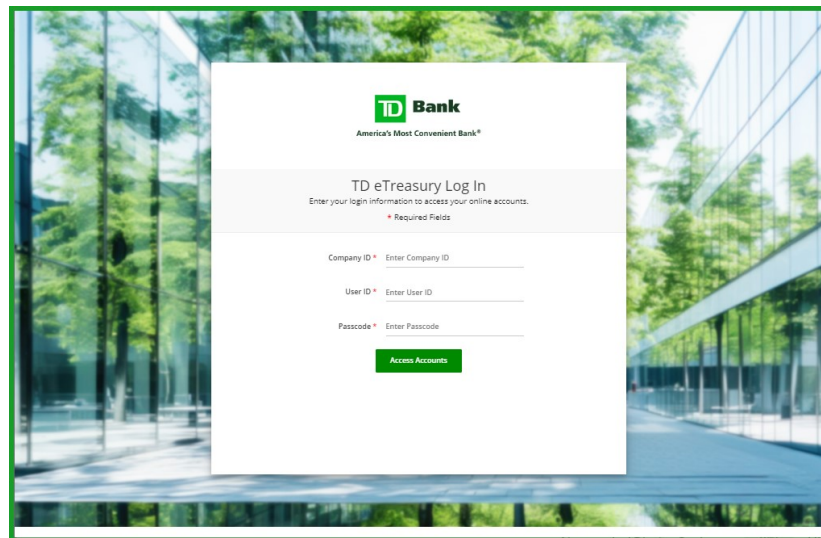 TD Bank
America's Most Convenient Bank®
TD eTreasury Log In
Enter your login information to access your online accounts.
* Required Fields
Company ID * Enter Company ID
User ID * Enter User ID
Passcode * Enter Passcode
Access Accounts